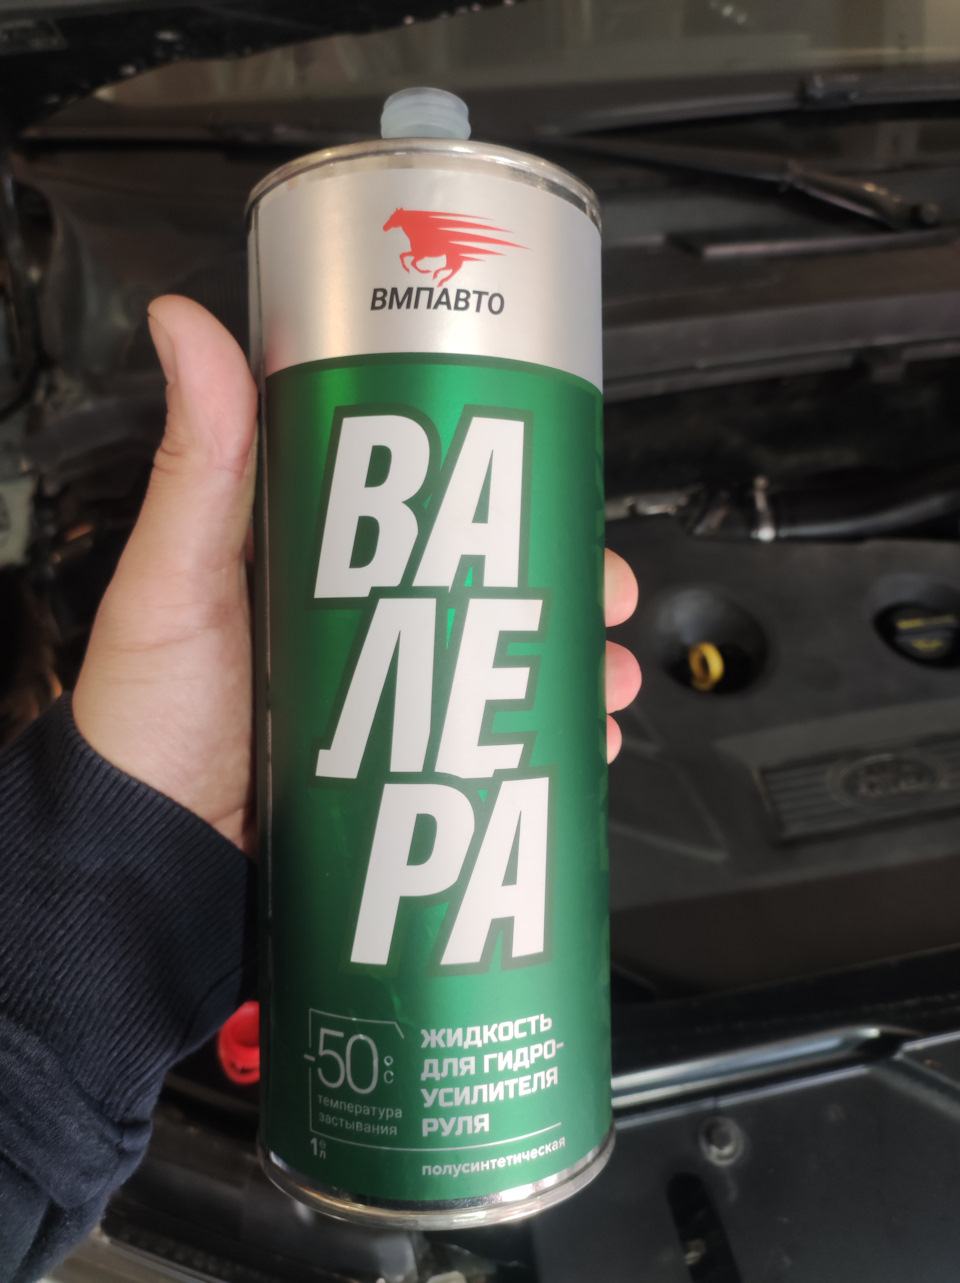 ВМПАВТО
ВА
ЛЕ
РА
-50°C
температура
застывания
1л
ЖИДКОСТЬ
ДЛЯ ГИДРО-
УСИЛИТЕЛЯ
РУЛЯ
полусинтетическая